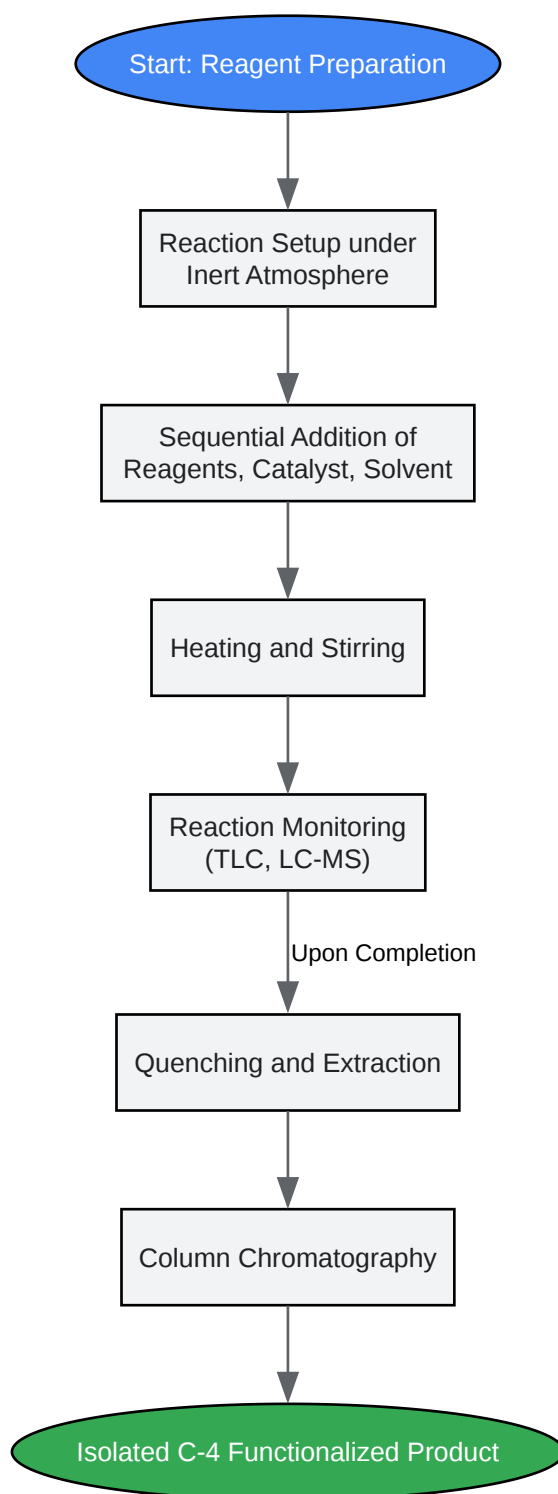 Start: Reagent Preparation
Reaction Setup under
Inert Atmosphere
Sequential Addition of
Reagents, Catalyst, Solvent
Heating and Stirring
Reaction Monitoring
(TLC, LC-MS)
Upon Completion
Quenching and Extraction
Column Chromatography
Isolated C-4 Functionalized Product